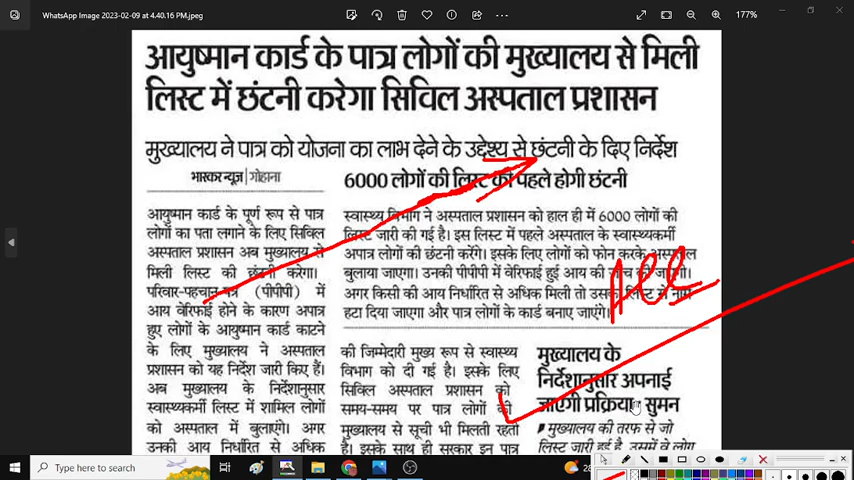 WhatsApp Image 2023-02-09 at 4.40.16 PM.jpeg
177%
आयुष्मान कार्ड के पात्र लोगों की मुख्यालय से मिली
लिस्ट में छंटनी करेगा सिविल अस्पताल प्रशासन
मुख्यालय ने पात्र को योजना का लाभ देने के उद्देश्य से छंटनी के दिए निर्देश
भास्कर न्यूज | गोहाना
आयुष्मान कार्ड के पूर्ण रूप से पात्र
लोगों का पता लगाने के लिए सिविल
अस्पताल प्रशासन अब मुख्यालय से
मिली लिस्ट की छंटनी करेगा।
परिवार-पहचान-पत्र (पीपीपी) में
आय वेरिफाई होने के कारण अपात्र
हुए लोगों के आयुष्मान कार्ड काटने
के लिए मुख्यालय ने अस्पताल
प्रशासन को यह निर्देश जारी किए हैं।
अब मुख्यालय के निर्देशानुसार
स्वास्थ्यकर्मी लिस्ट में शामिल लोगों
को अस्पताल में बुलाएंगे। अगर
उनकी आय निर्धारित से अधिक
6000 लोगों की लिस्ट की पहले होगी छंटनी
स्वास्थ्य विभाग ने अस्पताल प्रशासन को हाल ही में 6000 लोगों की
लिस्ट जारी की गई है। इस लिस्ट में पहले अस्पताल के स्वास्थ्यकर्मी
अपात्र लोगों की छंटनी करेंगे। इसके लिए लोगों को फोन करके अस्पताल
बुलाया जाएगा। उनकी पीपीपी में वेरिफाई हुई आय की जांच की जाएगी।
अगर किसी की आय निर्धारित से अधिक मिली तो उसका लिस्ट से नाम
हटा दिया जाएगा और पात्र लोगों के कार्ड बनाए जाएंगे।
ALL
की जिम्मेदारी मुख्य रूप से स्वास्थ्य
विभाग को दी गई है। इसके लिए
सिविल अस्पताल प्रशासन को
समय-समय पर पात्र लोगों की
मुख्यालय से सूची भी मिलती रहती
है। इसके साथ ही सरकार इन पात्र
मुख्यालय के
निर्देशानुसार अपनाई
जाएगी प्रक्रिया: सुमन
मुख्यालय की तरफ से जो
लिस्ट जारी हुई है, उसमें वे लोग
Type here to search
28